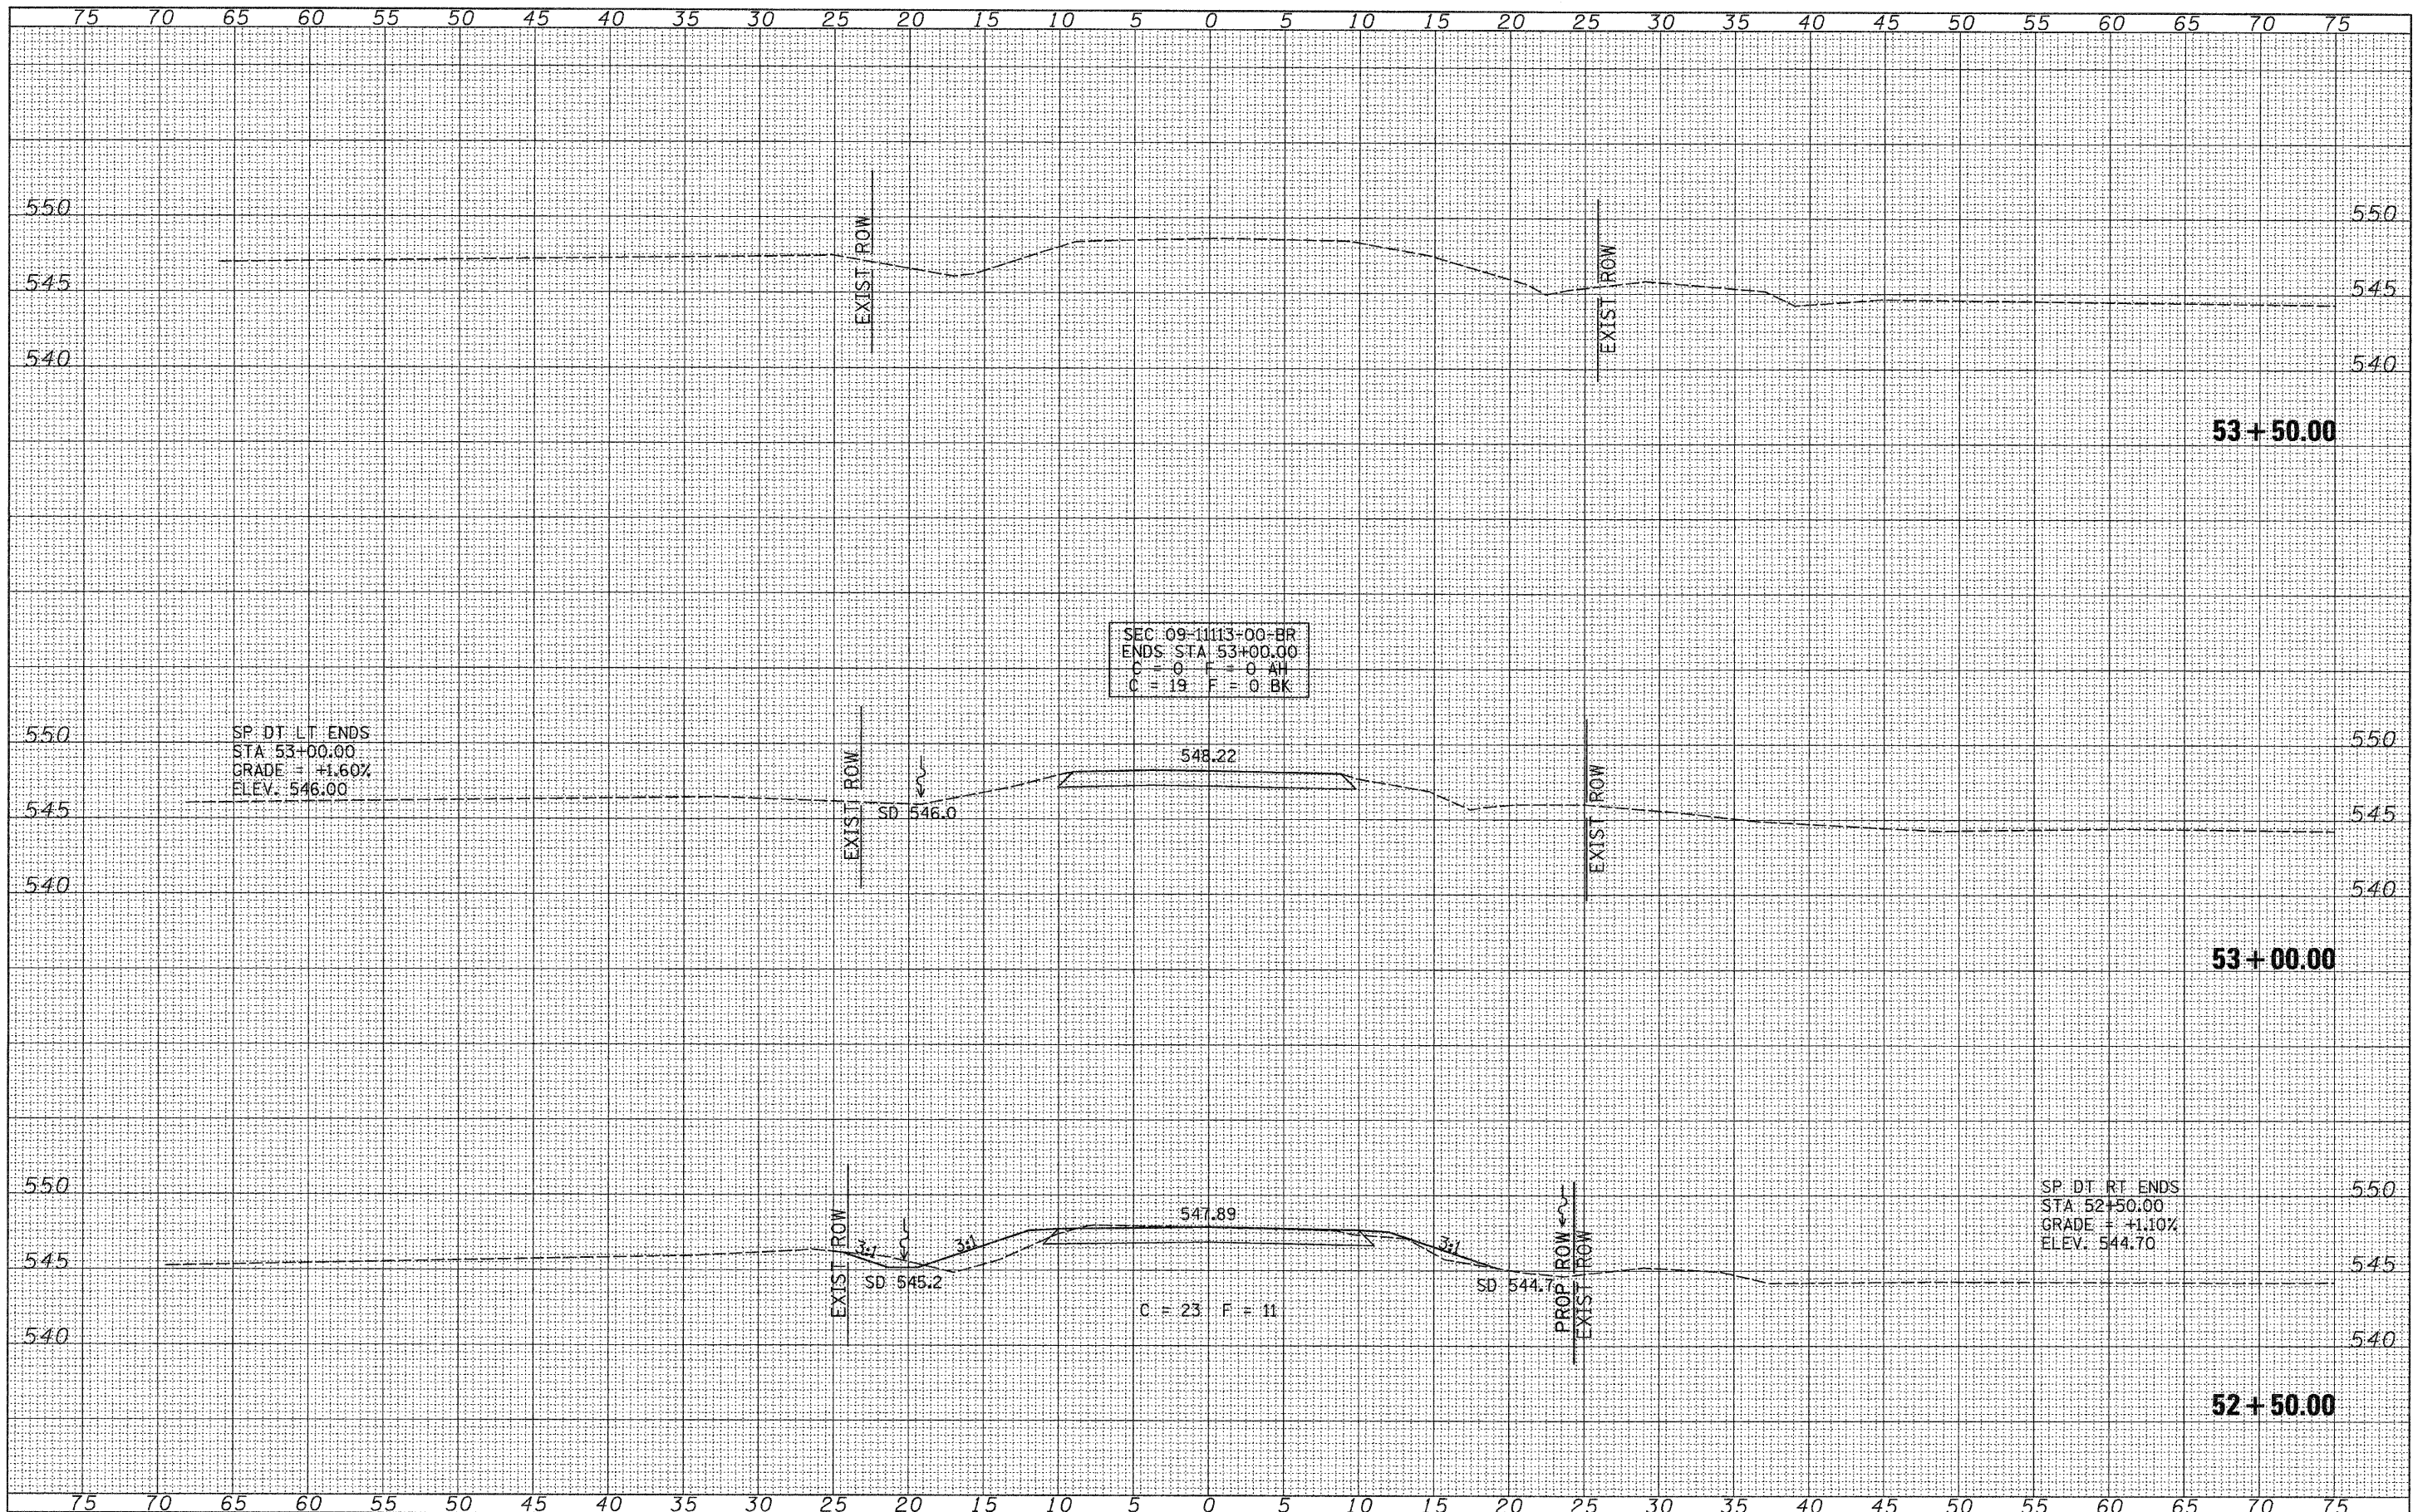 75 70 65 60 55 50 45 40 35 30 25 20 15 10 5 0 5 10 15 20 25 30 35 40 45 50 55 60 65 70 75
550
550
EXIST ROW
EXIST ROW
545
545
540
540
53+50.00
SEC 09-11113-00-BR
ENDS STA 53+00.00
C = 0 F = 0 AH
C = 19 F = 0 BK
550
550
SP DT LT ENDS
STA 53+00.00
GRADE = +1.60%
ELEV. 546.00
548.22
EXIST ROW
EXIST ROW
SD 546.0
545
545
540
540
53+00.00
550
550
SP DT RT ENDS
STA 52+50.00
GRADE = +1.10%
ELEV. 544.70
547.89
EXIST ROW
3:1
3:1
3:1
PROP ROW
EXIST ROW
545
545
SD 545.2
SD 544.7
C = 23 F = 11
540
540
52+50.00
75 70 65 60 55 50 45 40 35 30 25 20 15 10 5 0 5 10 15 20 25 30 35 40 45 50 55 60 65 70 75